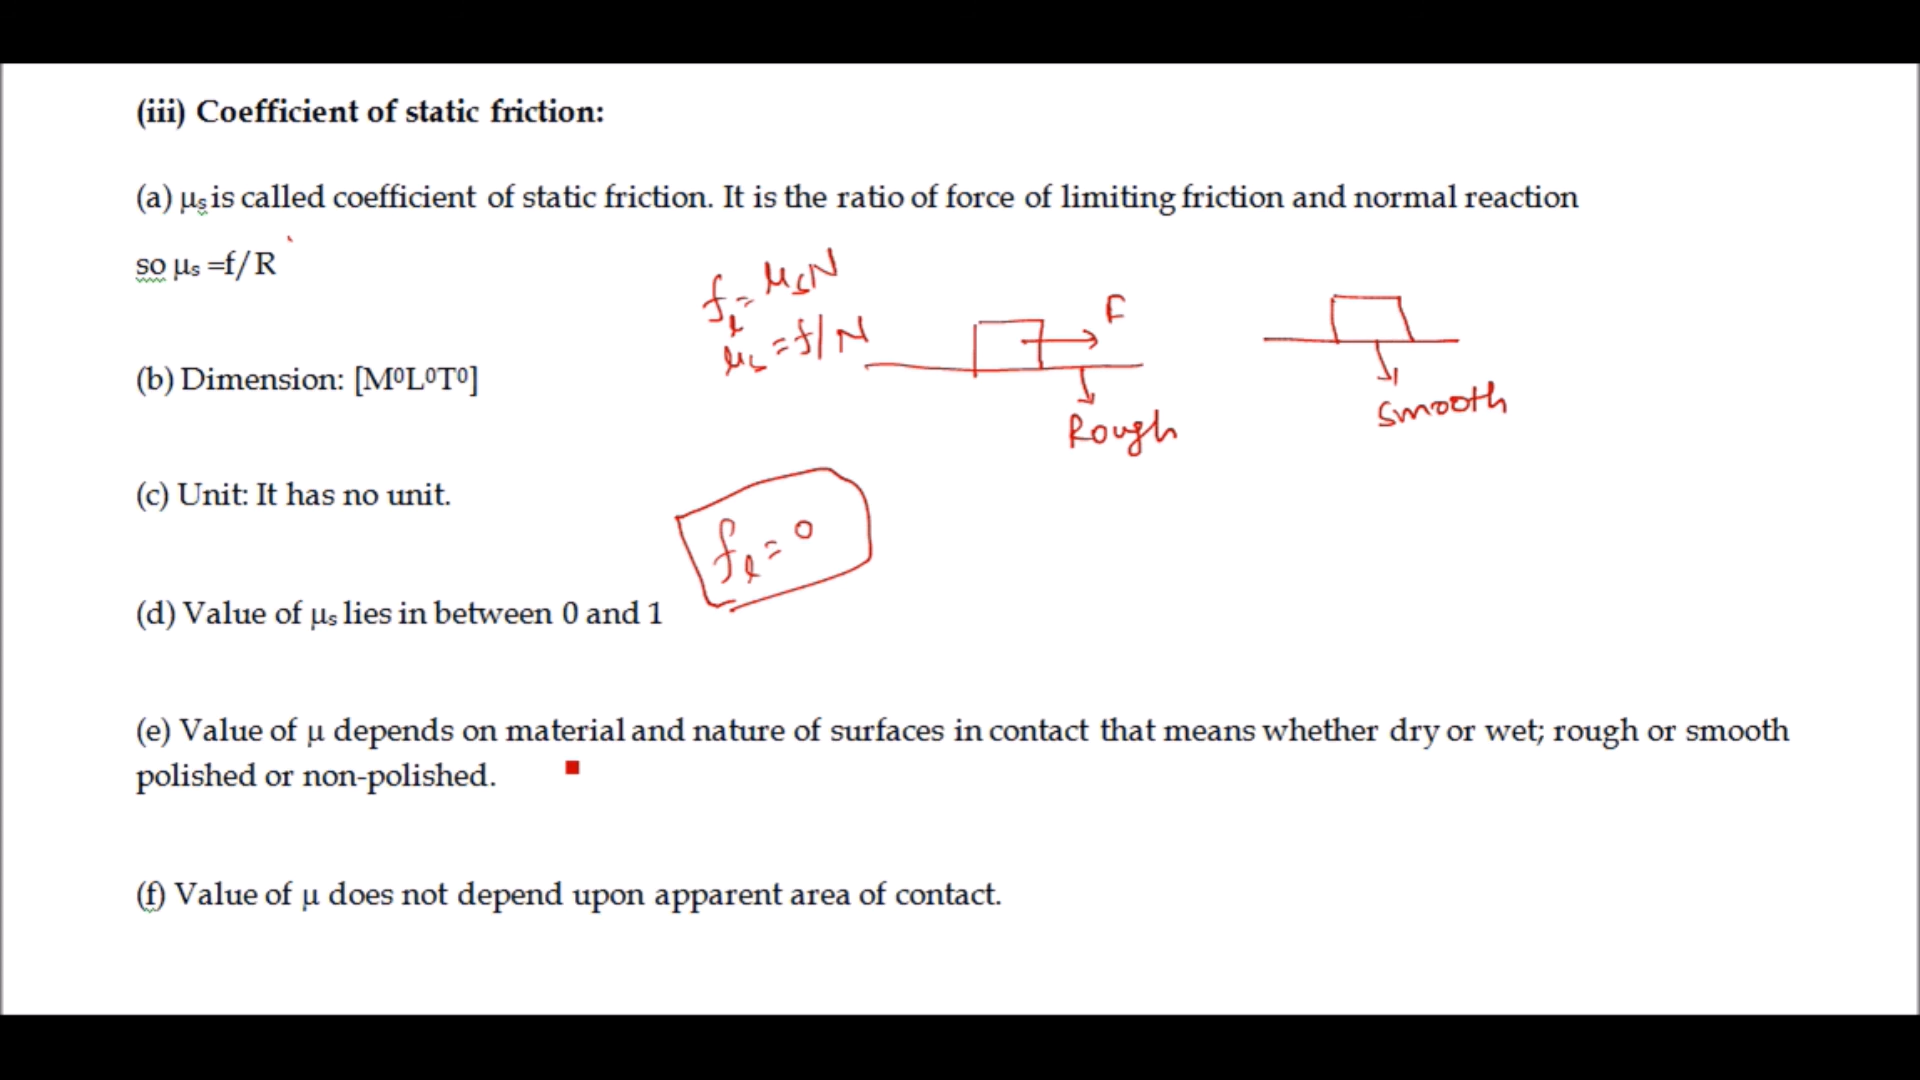 (iii) Coefficient of static friction:
(a) μs is called coefficient of static friction. It is the ratio of force of limiting friction and normal reaction
so μs =f/R
fℓ = μsN
μs = f/N
F
Rough
Smooth
(b) Dimension: [M⁰L⁰T⁰]
(c) Unit: It has no unit.
fℓ = 0
(d) Value of μs lies in between 0 and 1
(e) Value of μ depends on material and nature of surfaces in contact that means whether dry or wet; rough or smooth
polished or non-polished.
(f) Value of μ does not depend upon apparent area of contact.